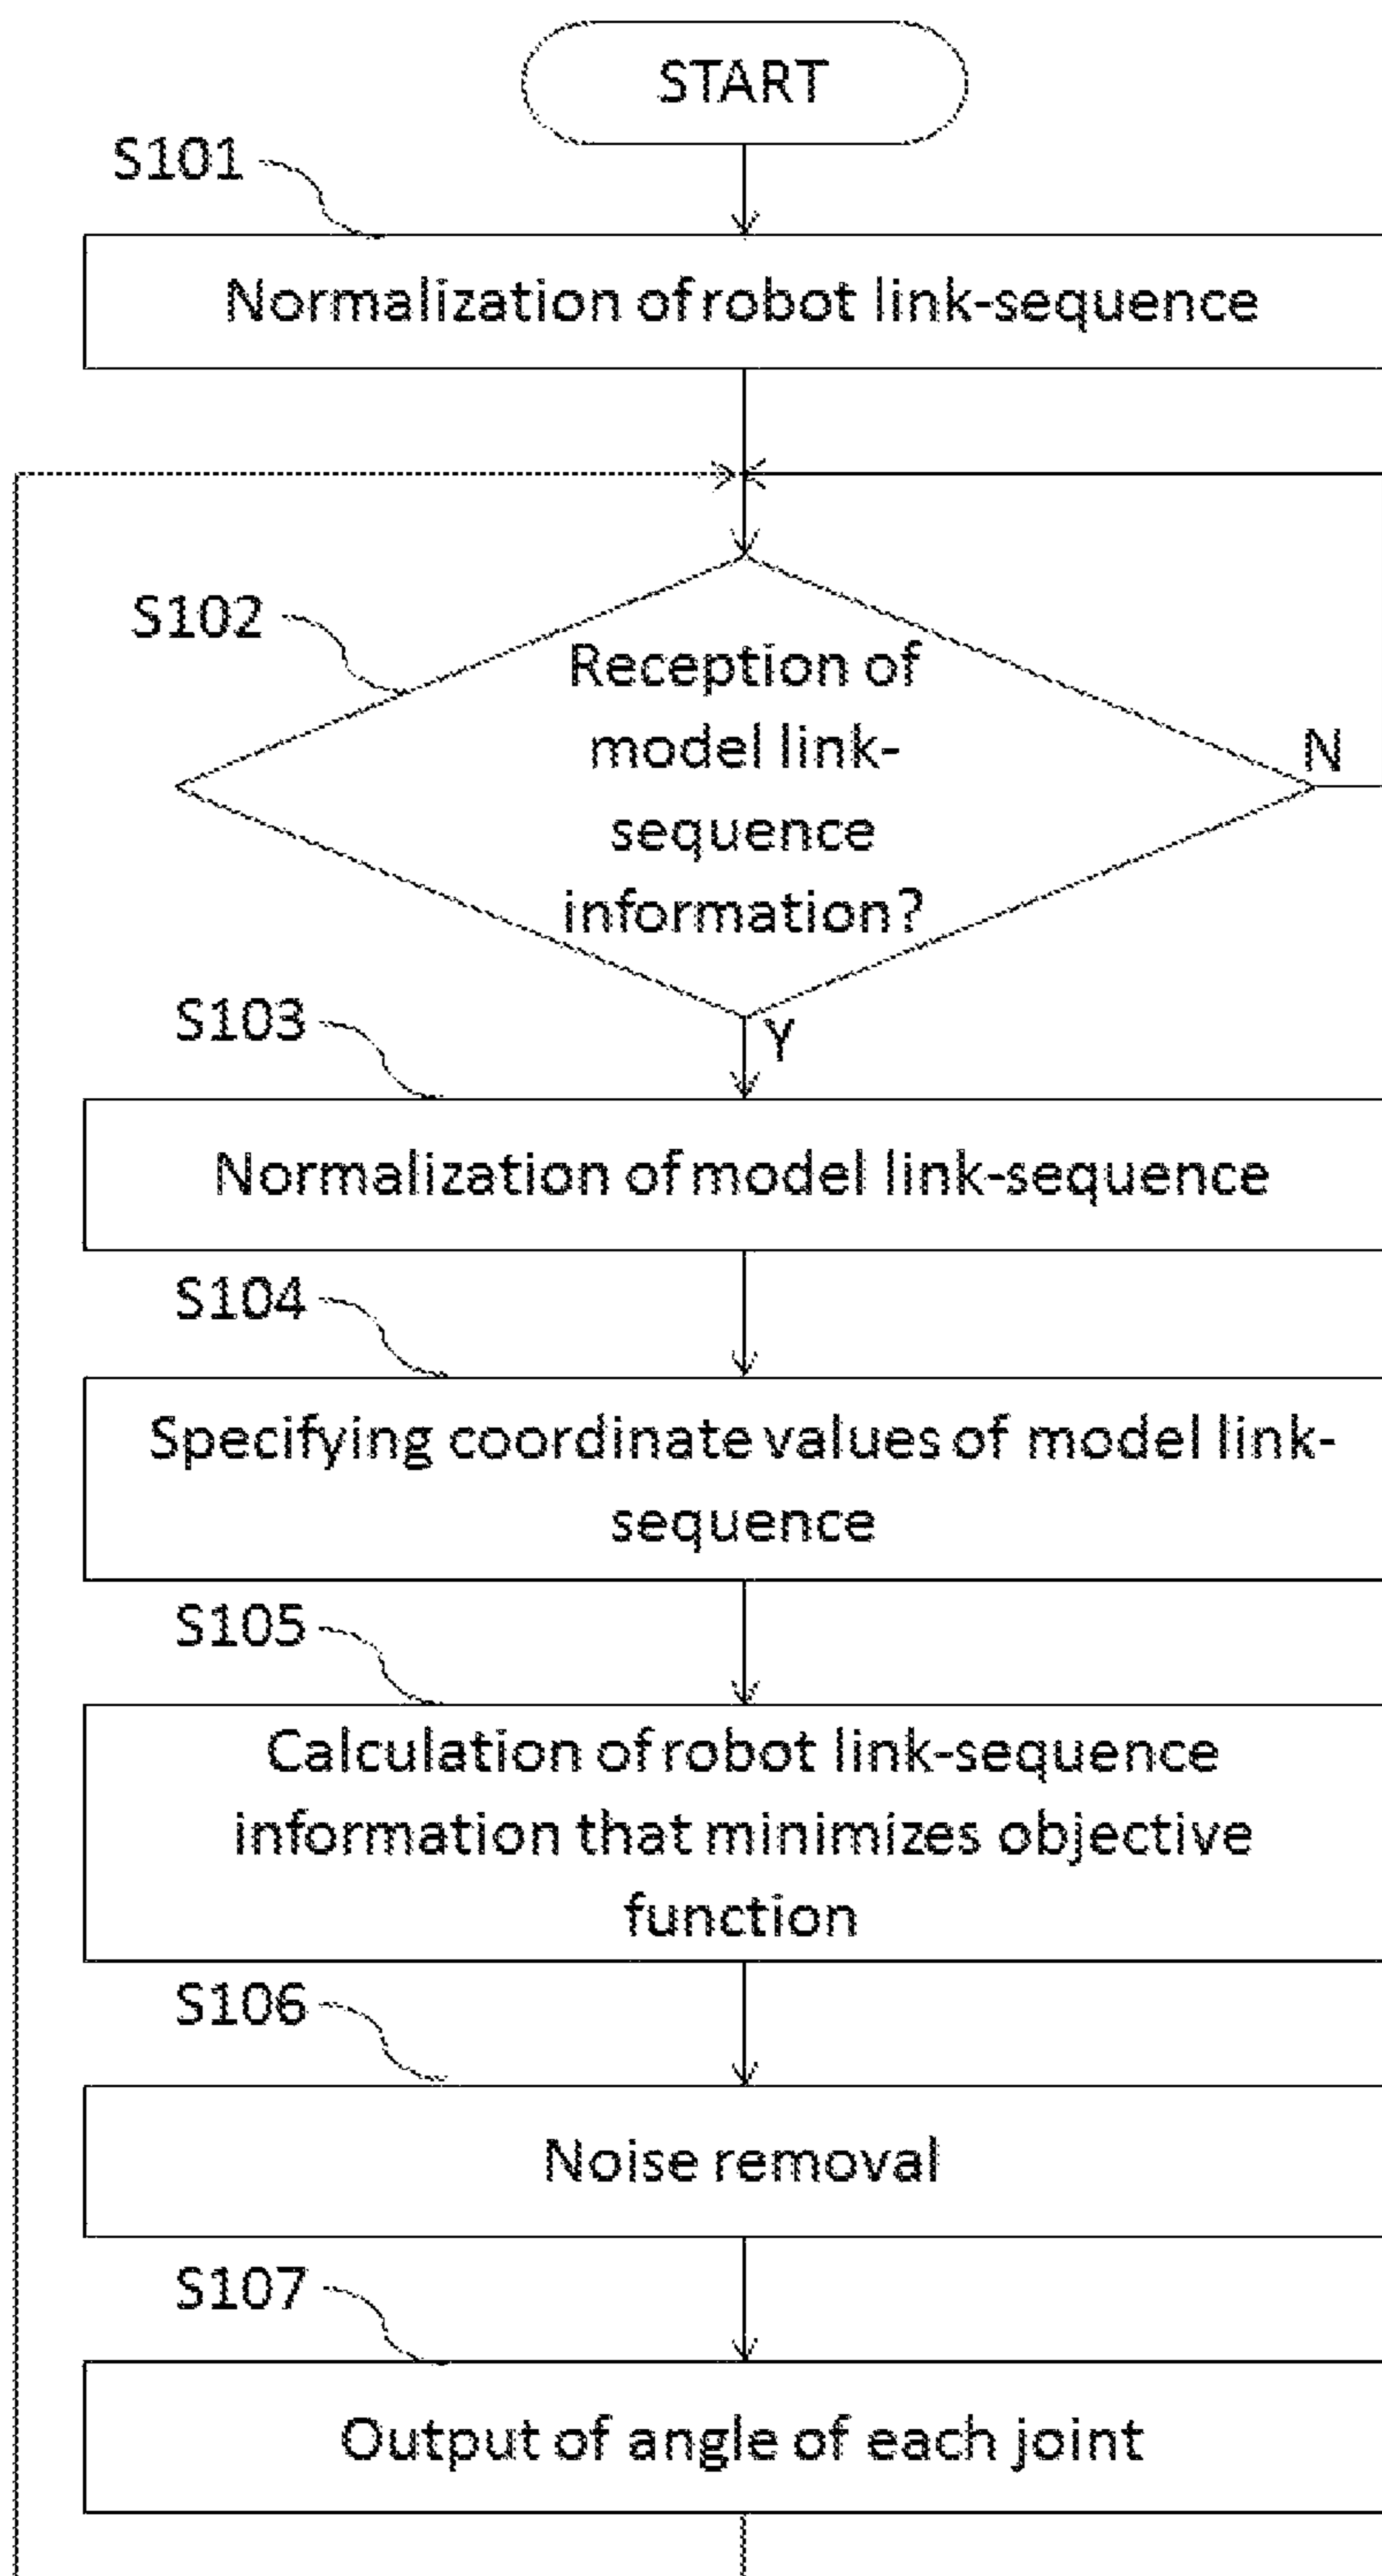 START
S101
Normalization of robot link-sequence
S102
Reception of
model link-
sequence
information?
N
Y
S103
Normalization of model link-sequence
S104
Specifying coordinate values of model link-
sequence
S105
Calculation of robot link-sequence
information that minimizes objective
function
S106
Noise removal
S107
Output of angle of each joint